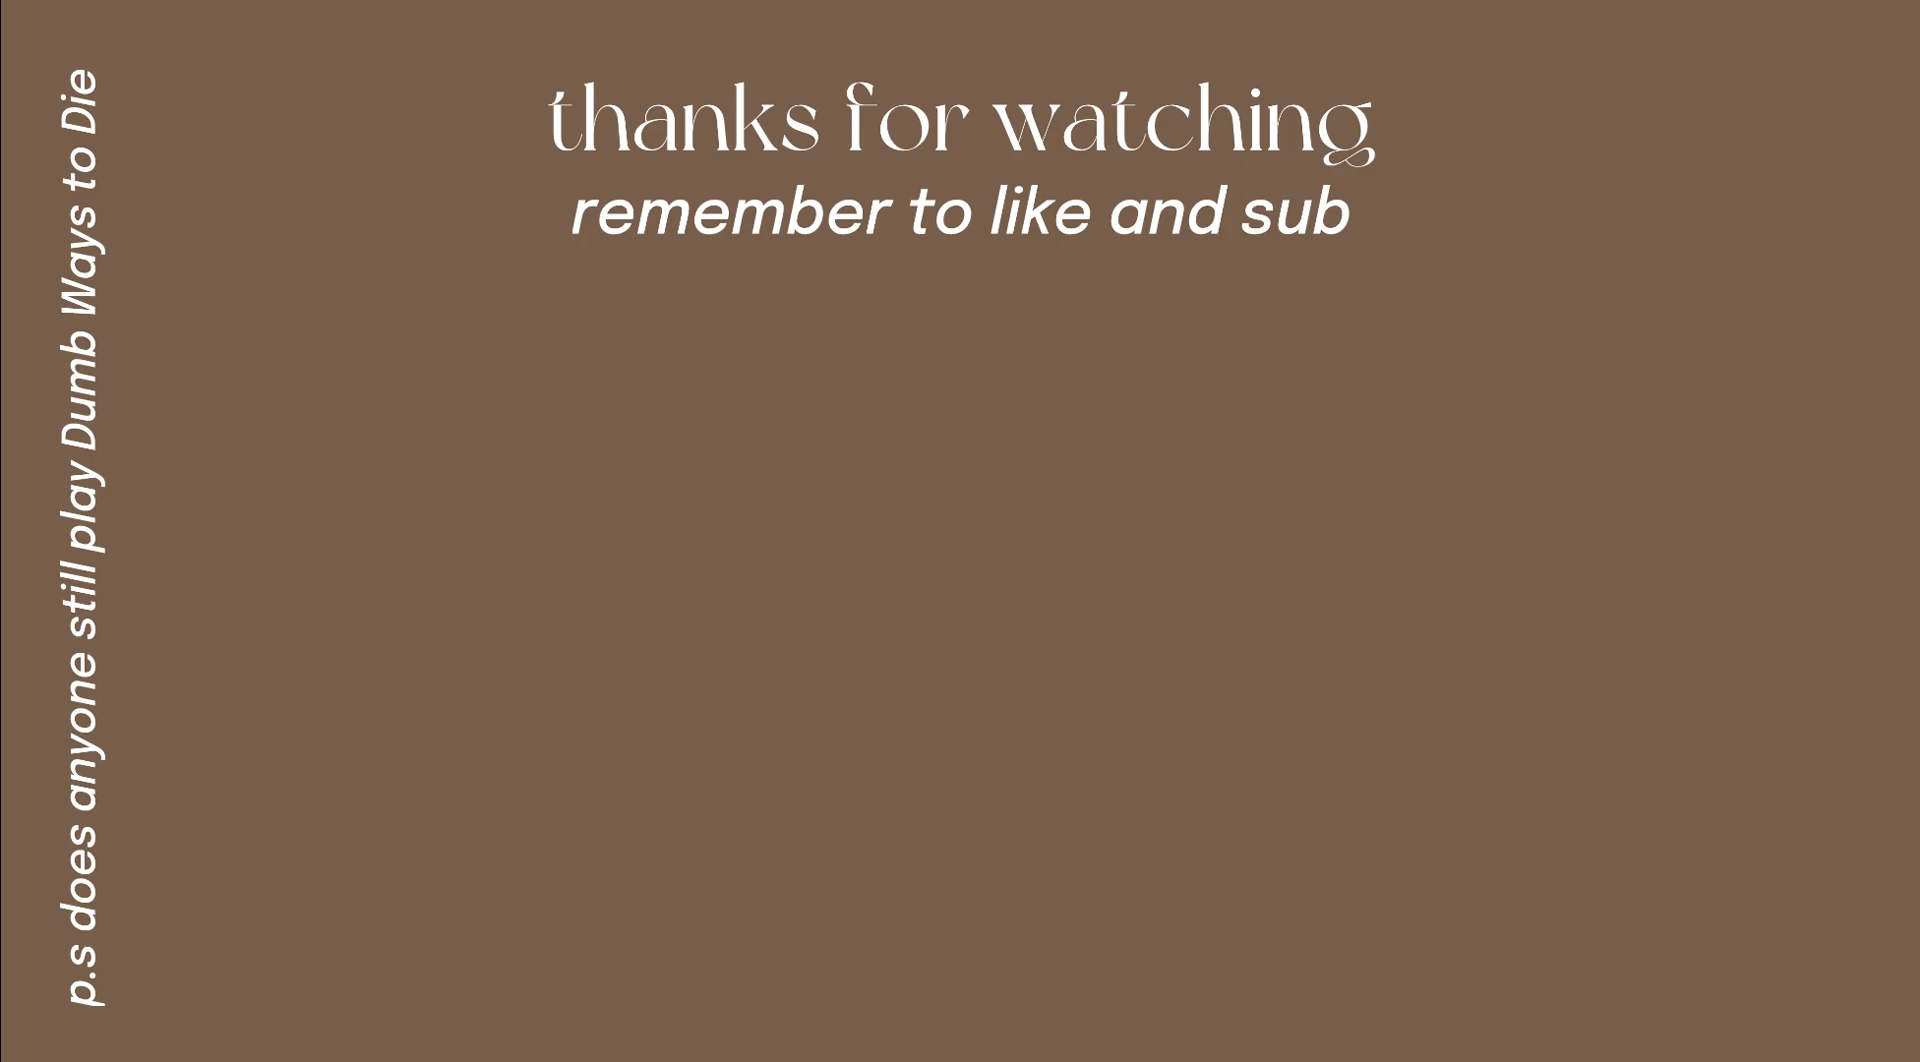 thanks for watching
remember to like and sub
p.s does anyone still play Dumb Ways to Die